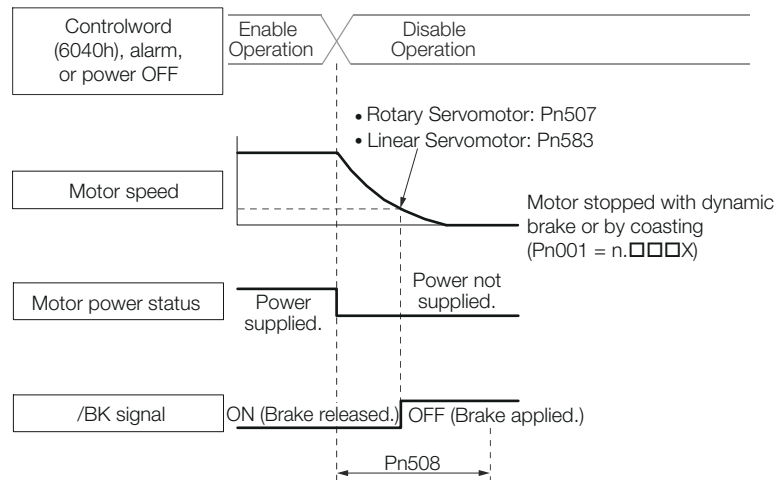 Controlword
(6040h), alarm,
or power OFF
Enable
Operation
Disable
Operation
• Rotary Servomotor: Pn507
• Linear Servomotor: Pn583
Motor speed
Motor stopped with dynamic
brake or by coasting
(Pn001 = n.□□□X)
Motor power status
Power
supplied.
Power not
supplied.
/BK signal
ON (Brake released.)
OFF (Brake applied.)
Pn508